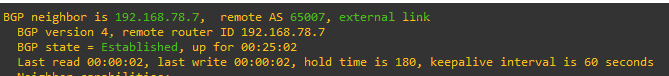 BGP neighbor is 192.168.78.7,  remote AS 65007, external link
  BGP version 4, remote router ID 192.168.78.7
  BGP state = Established, up for 00:25:02
  Last read 00:00:02, last write 00:00:02, hold time is 180, keepalive interval is 60 seconds
  Neighbor capabilities: